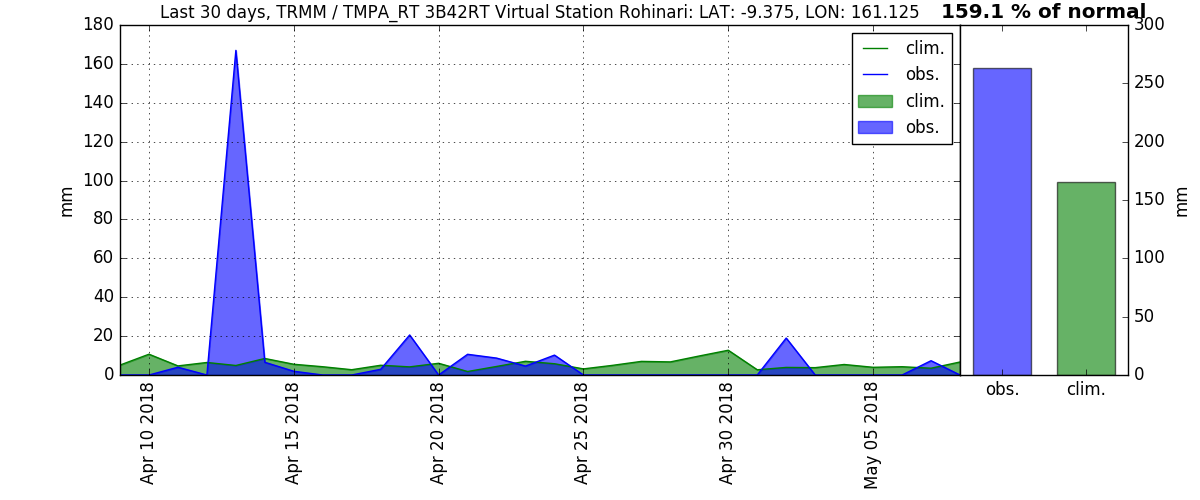 Last 30 days, TRMM / TMPA_RT 3B42RT Virtual Station Rohinari: LAT: -9.375, LON: 161.125
159.1 % of normal
180
160
140
120
100
80
60
40
20
0
mm
clim.
obs.
clim.
obs.
Apr 10 2018
Apr 15 2018
Apr 20 2018
Apr 25 2018
Apr 30 2018
May 05 2018
300
250
200
150
100
50
0
mm
obs.
clim.